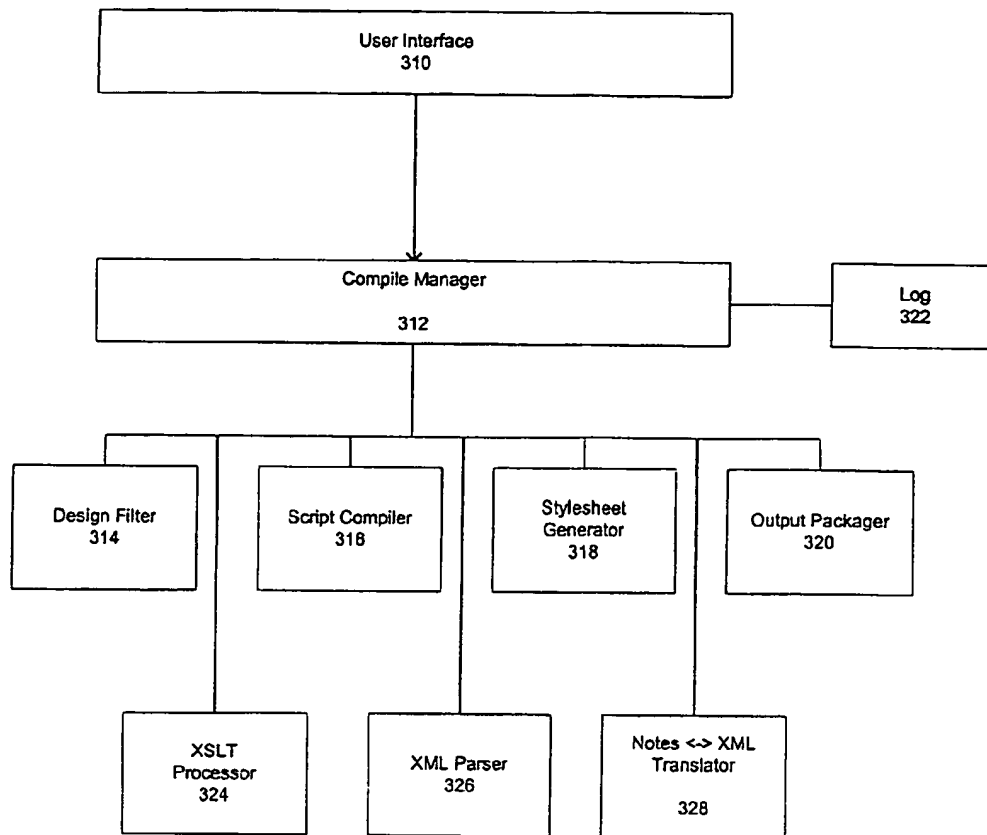 User Interface
310
Compile Manager
312
Log
322
Design Filter
314
Script Compiler
316
Stylesheet
Generator
318
Output Packager
320
XSLT
Processor
324
XML Parser
326
Notes <-> XML
Translator
328